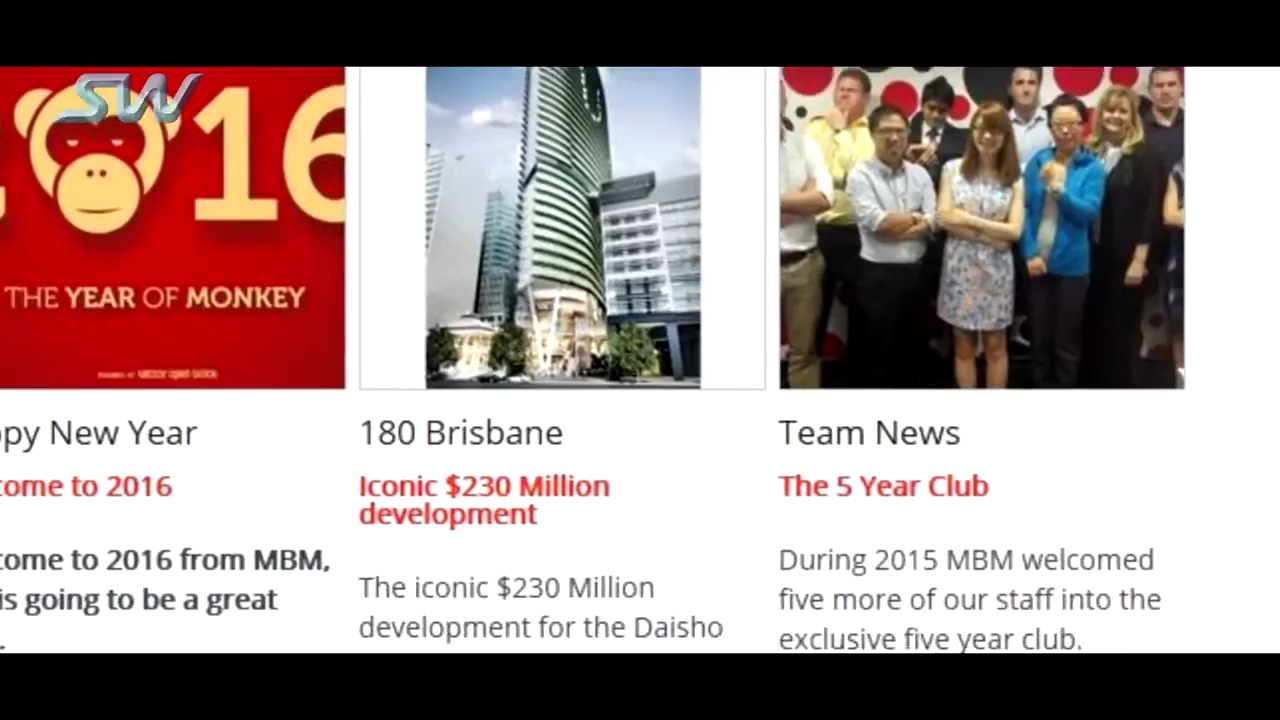 SW
2016
THE YEAR OF MONKEY
ppy New Year
come to 2016
come to 2016 from MBM,
is going to be a great
180 Brisbane
Iconic $230 Million
development
The iconic $230 Million
development for the Daisho
Team News
The 5 Year Club
During 2015 MBM welcomed
five more of our staff into the
exclusive five year club.